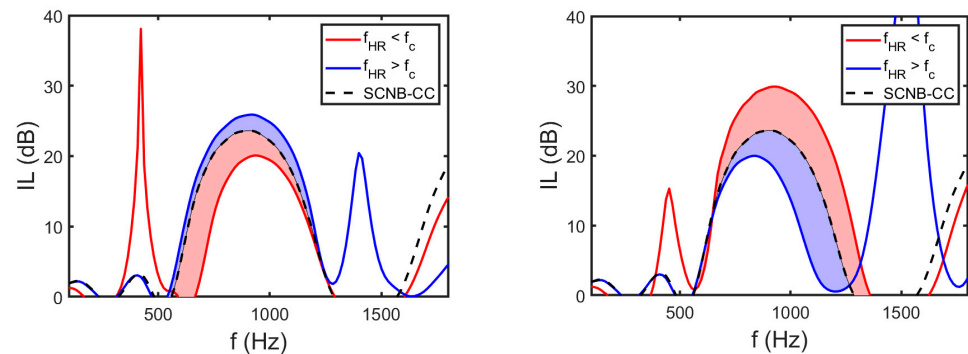 40
30
20
10
0
IL (dB)
500
1000
1500
f (Hz)
f_HR < f_c
f_HR > f_c
SCNB-CC
40
30
20
10
0
IL (dB)
500
1000
1500
f (Hz)
f_HR < f_c
f_HR > f_c
SCNB-CC